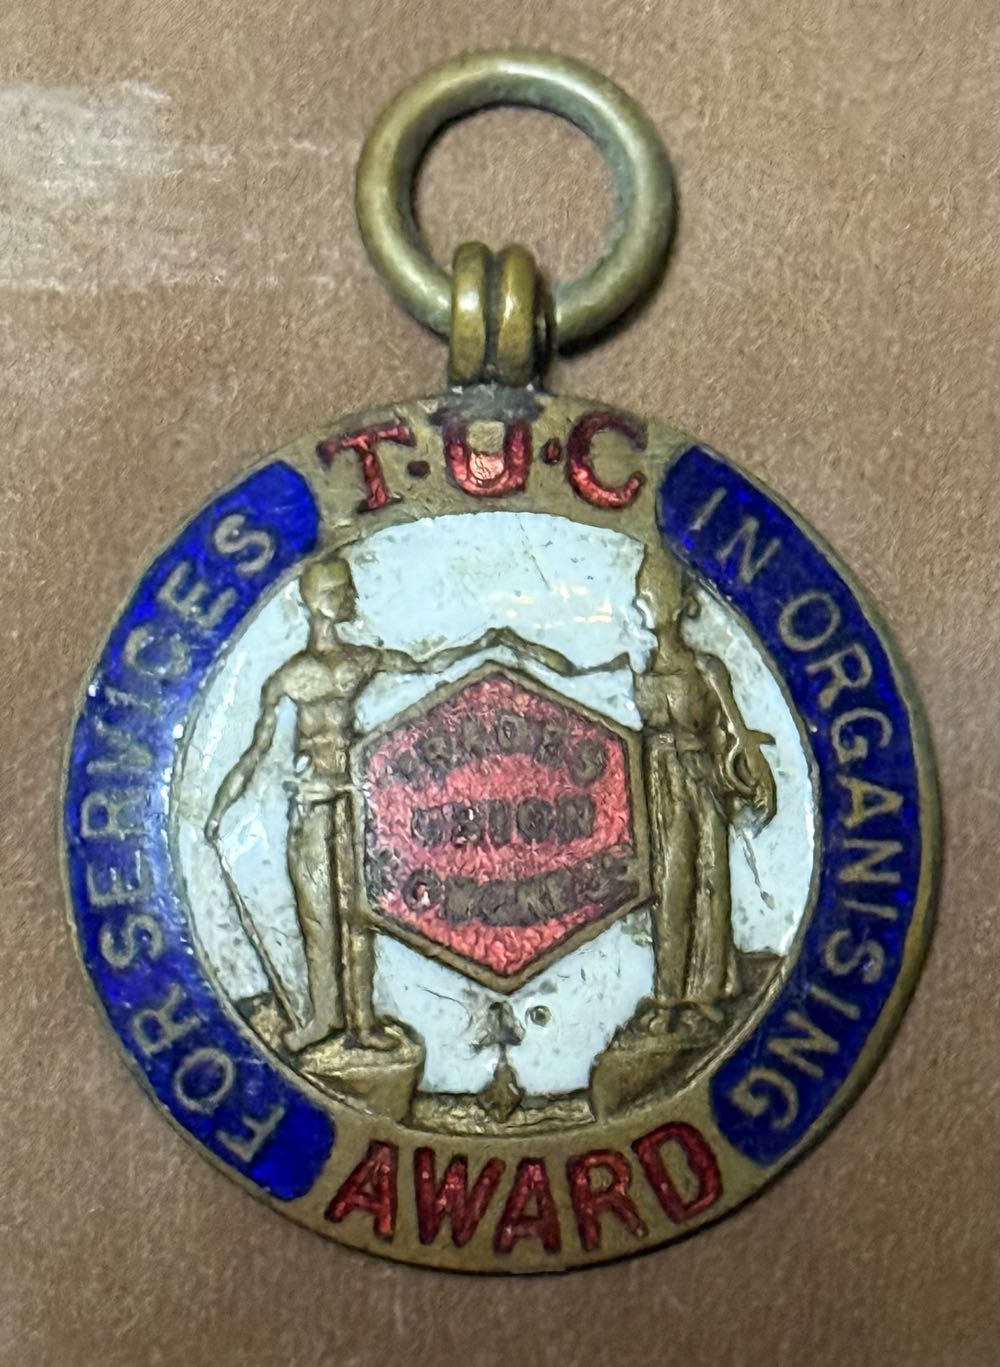 T.U.C
FOR SERVICES
IN ORGANISING
AWARD